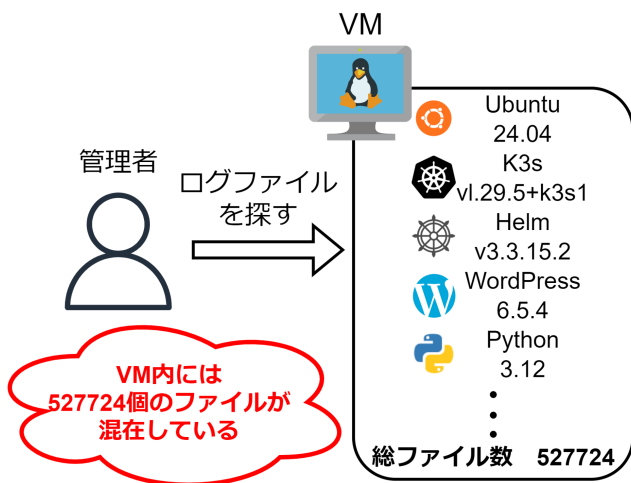 VM
管理者
ログファイル
を探す
Ubuntu
24.04
K3s
vl.29.5+k3s1
Helm
v3.3.15.2
WordPress
6.5.4
Python
3.12
総ファイル数 527724
VM内には
527724個のファイルが
混在している